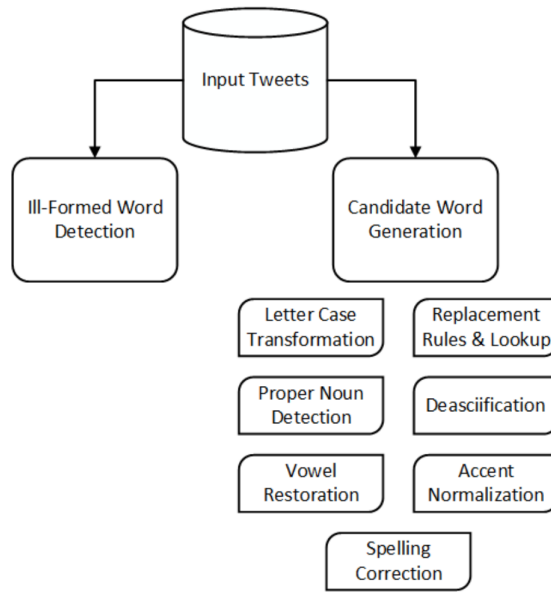 Input Tweets
Ill-Formed Word
Detection
Candidate Word
Generation
Letter Case
Transformation
Replacement
Rules & Lookup
Proper Noun
Detection
Deasciification
Vowel
Restoration
Accent
Normalization
Spelling
Correction